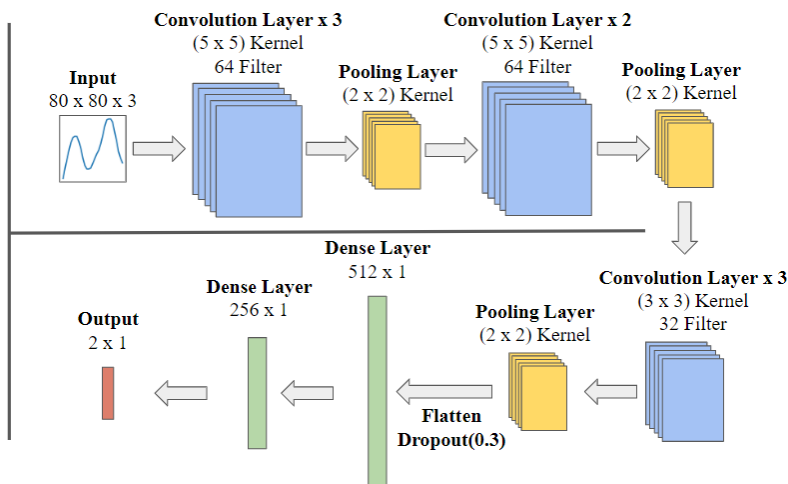 Input
80 x 80 x 3
Convolution Layer x 3
(5 x 5) Kernel
64 Filter
Pooling Layer
(2 x 2) Kernel
Convolution Layer x 2
(5 x 5) Kernel
64 Filter
Pooling Layer
(2 x 2) Kernel
Convolution Layer x 3
(3 x 3) Kernel
32 Filter
Pooling Layer
(2 x 2) Kernel
Flatten
Dropout(0.3)
Dense Layer
512 x 1
Dense Layer
256 x 1
Output
2 x 1